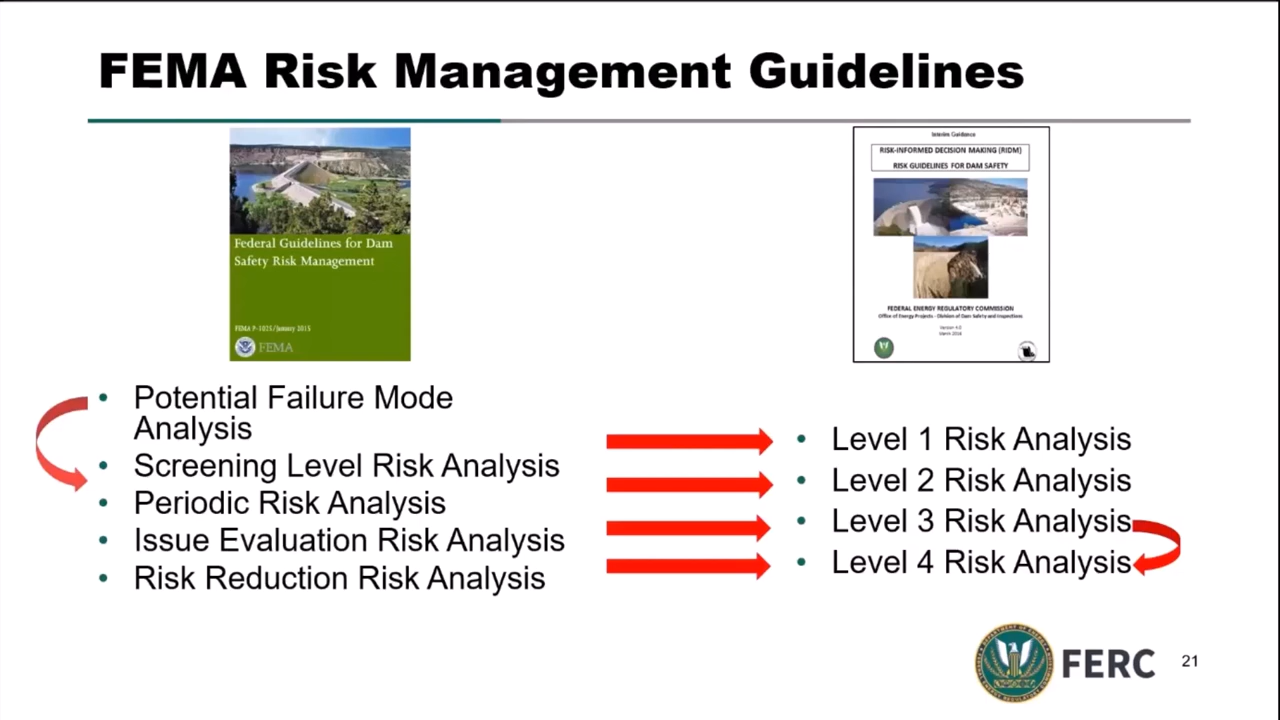 FEMA Risk Management Guidelines
Federal Guidelines for Dam
Safety Risk Management
FEMA P-1025/January 2015
FEMA
Interim Guidance
RISK-INFORMED DECISION MAKING (RIDM)
RISK GUIDELINES FOR DAM SAFETY
FEDERAL ENERGY REGULATORY COMMISSION
Office of Energy Projects - Division of Dam Safety and Inspections
March 2016
• Potential Failure Mode
Analysis
• Screening Level Risk Analysis
• Periodic Risk Analysis
• Issue Evaluation Risk Analysis
• Risk Reduction Risk Analysis
• Level 1 Risk Analysis
• Level 2 Risk Analysis
• Level 3 Risk Analysis
• Level 4 Risk Analysis
FERC
21